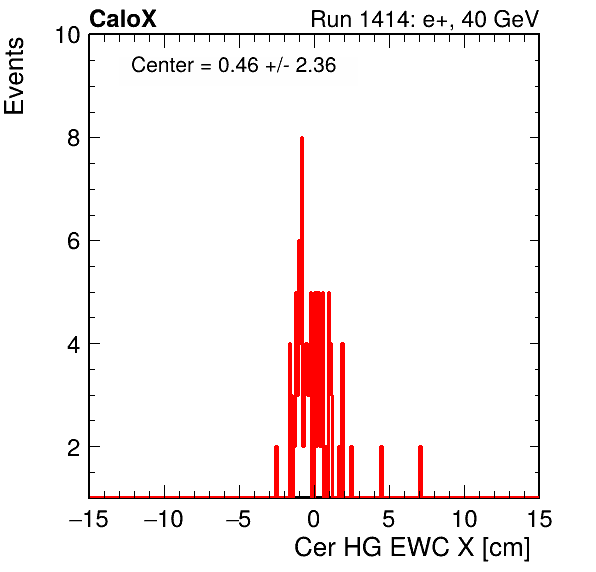 CaloX Run 1414: e+, 40 GeV
Center = 0.46 +/- 2.36
Events
10
8
6
4
2
−15 −10 −5 0 5 10 15
Cer HG EWC X [cm]